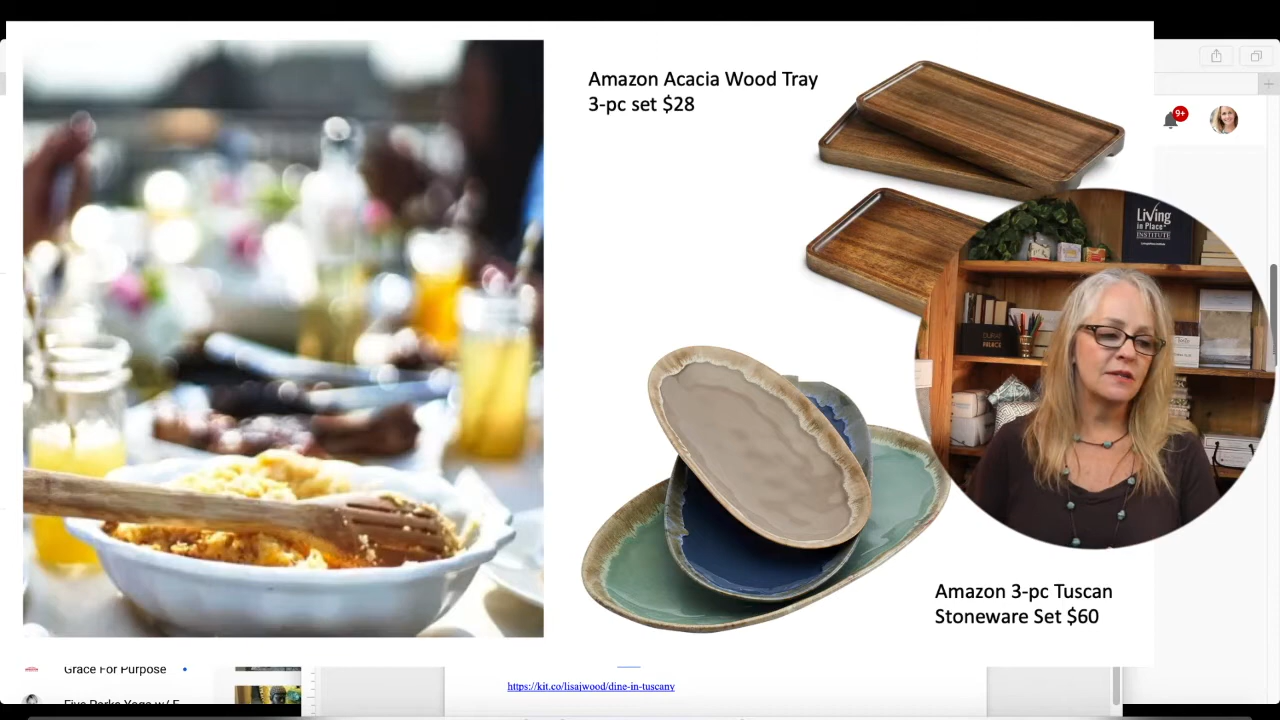 Amazon Acacia Wood Tray
3-pc set $28
9+
Living
in Place
INSTITUTE
Amazon 3-pc Tuscan
Stoneware Set $60
Grace For Purpose
https://kit.co/lisajwood/dine-in-tuscany